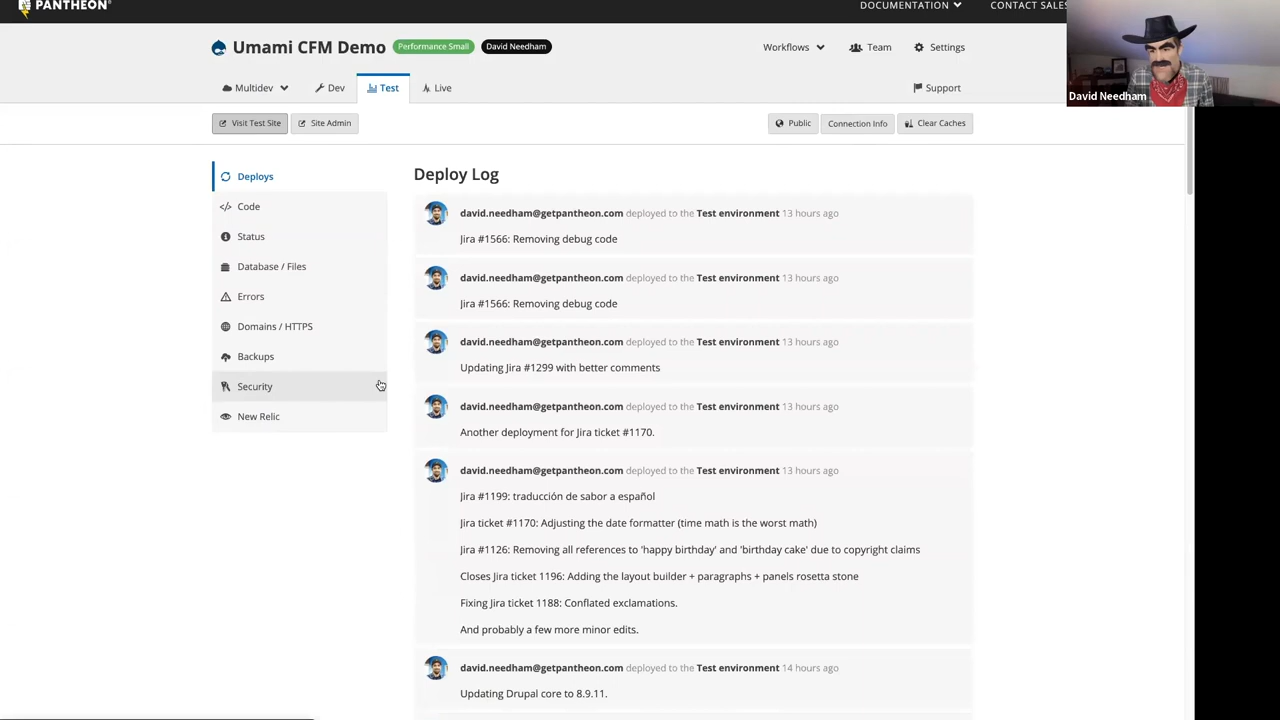 PANTHEON
DOCUMENTATION
CONTACT SALES
Umami CFM Demo
Performance Small
David Needham
Workflows
Team
Settings
David Needham
Multidev
Dev
Test
Live
Support
Visit Test Site
Site Admin
Public
Connection Info
Clear Caches
Deploys
Code
Status
Database / Files
Errors
Domains / HTTPS
Backups
Security
New Relic
Deploy Log
david.needham@getpantheon.com deployed to the Test environment 13 hours ago
Jira #1566: Removing debug code
david.needham@getpantheon.com deployed to the Test environment 13 hours ago
Jira #1566: Removing debug code
david.needham@getpantheon.com deployed to the Test environment 13 hours ago
Updating Jira #1299 with better comments
david.needham@getpantheon.com deployed to the Test environment 13 hours ago
Another deployment for Jira ticket #1170.
david.needham@getpantheon.com deployed to the Test environment 13 hours ago
Jira #1199: traducción de sabor a español
Jira ticket #1170: Adjusting the date formatter (time math is the worst math)
Jira #1126: Removing all references to 'happy birthday' and 'birthday cake' due to copyright claims
Closes Jira ticket 1196: Adding the layout builder + paragraphs + panels rosetta stone
Fixing Jira ticket 1188: Conflated exclamations.
And probably a few more minor edits.
david.needham@getpantheon.com deployed to the Test environment 14 hours ago
Updating Drupal core to 8.9.11.